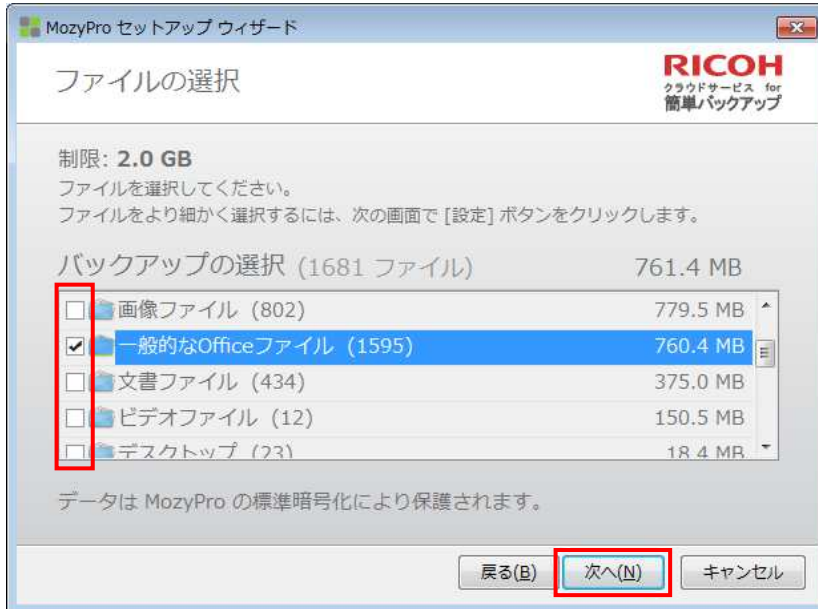 MozyPro セットアップ ウィザード
ファイルの選択
RICOH
クラウドサービス for
簡単バックアップ
制限: 2.0 GB
ファイルを選択してください。
ファイルをより細かく選択するには、次の画面で [設定] ボタンをクリックします。
バックアップの選択 (1681 ファイル) 761.4 MB
画像ファイル (802) 779.5 MB
一般的なOfficeファイル (1595) 760.4 MB
文書ファイル (434) 375.0 MB
ビデオファイル (12) 150.5 MB
デスクトップ (23) 18.4 MB
データは MozyPro の標準暗号化により保護されます。
戻る(B) 次へ(N) キャンセル